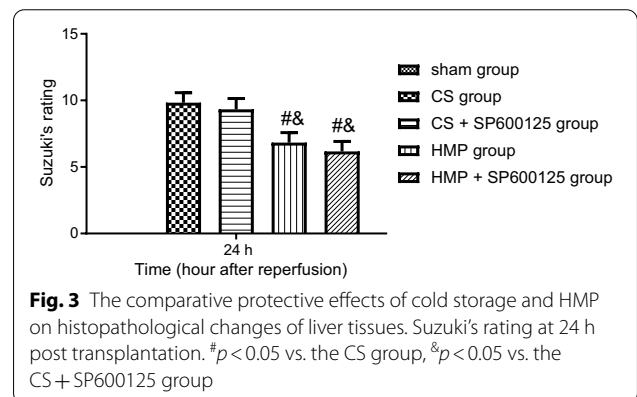 15
10
5
0
Suzuki's rating
#&
#&
24 h
Time (hour after reperfusion)
sham group
CS group
CS + SP600125 group
HMP group
HMP + SP600125 group
Fig. 3 The comparative protective effects of cold storage and HMP
on histopathological changes of liver tissues. Suzuki's rating at 24 h
post transplantation. #p < 0.05 vs. the CS group, &p < 0.05 vs. the
CS + SP600125 group